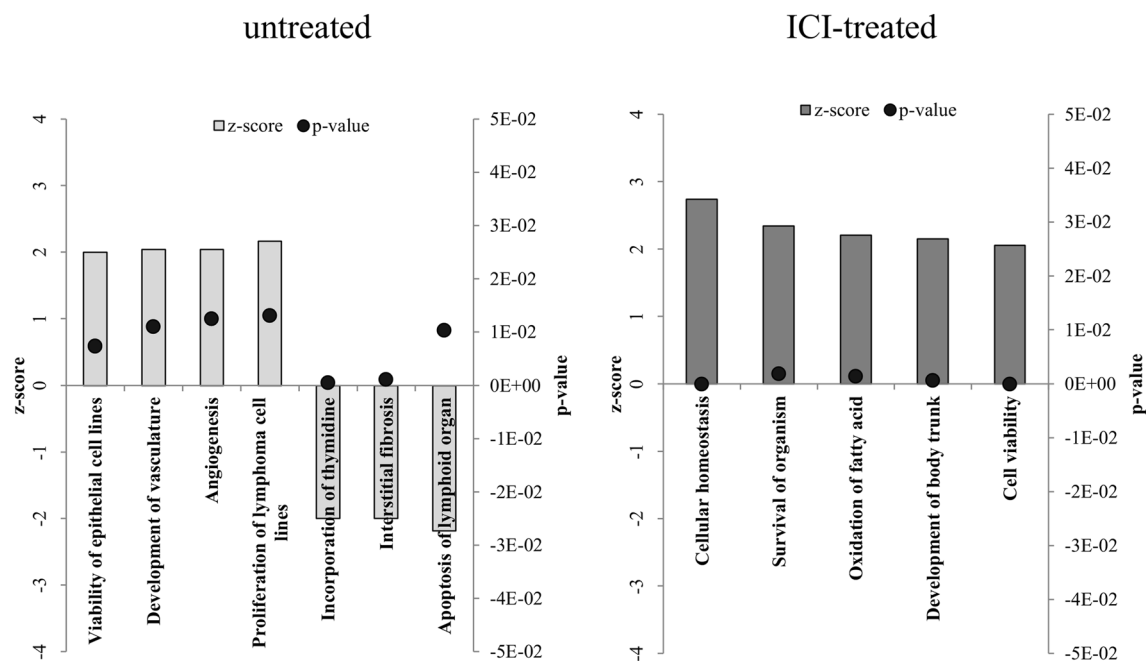 untreated
z-score p-value
4
3
2
1
0
-1
-2
-3
-4
z-score
5E-02
4E-02
3E-02
2E-02
1E-02
0E+00
-1E-02
-2E-02
-3E-02
-4E-02
-5E-02
p-value
Viability of epithelial cell lines
Development of vasculature
Angiogenesis
Proliferation of lymphoma cell
lines
Incorporation of thymidine
Interstitial fibrosis
Apoptosis of lymphoid organ
ICI-treated
z-score p-value
4
3
2
1
0
-1
-2
-3
-4
z-score
5E-02
4E-02
3E-02
2E-02
1E-02
0E+00
-1E-02
-2E-02
-3E-02
-4E-02
-5E-02
p-value
Cellular homeostasis
Survival of organism
Oxidation of fatty acid
Development of body trunk
Cell viability